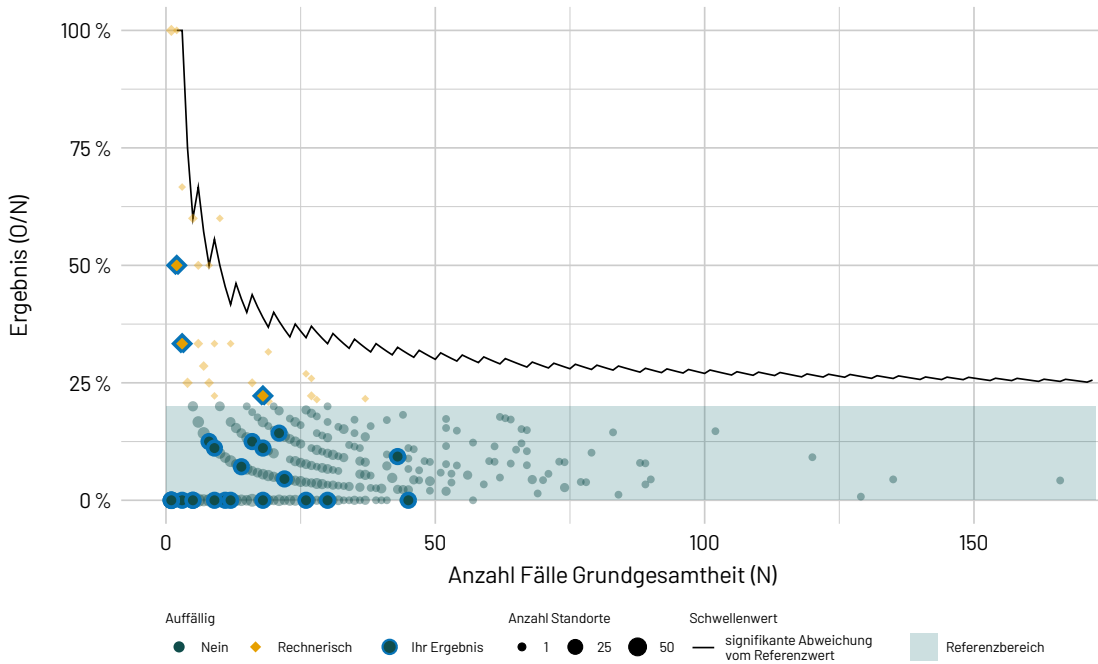 100 %
75 %
50 %
25 %
0 %
Ergebnis (O/N)
0
50
100
150
Anzahl Fälle Grundgesamtheit (N)
Auffällig
Nein
Rechnerisch
Ihr Ergebnis
Anzahl Standorte
1
25
50
Schwellenwert
signifikante Abweichung
vom Referenzwert
Referenzbereich